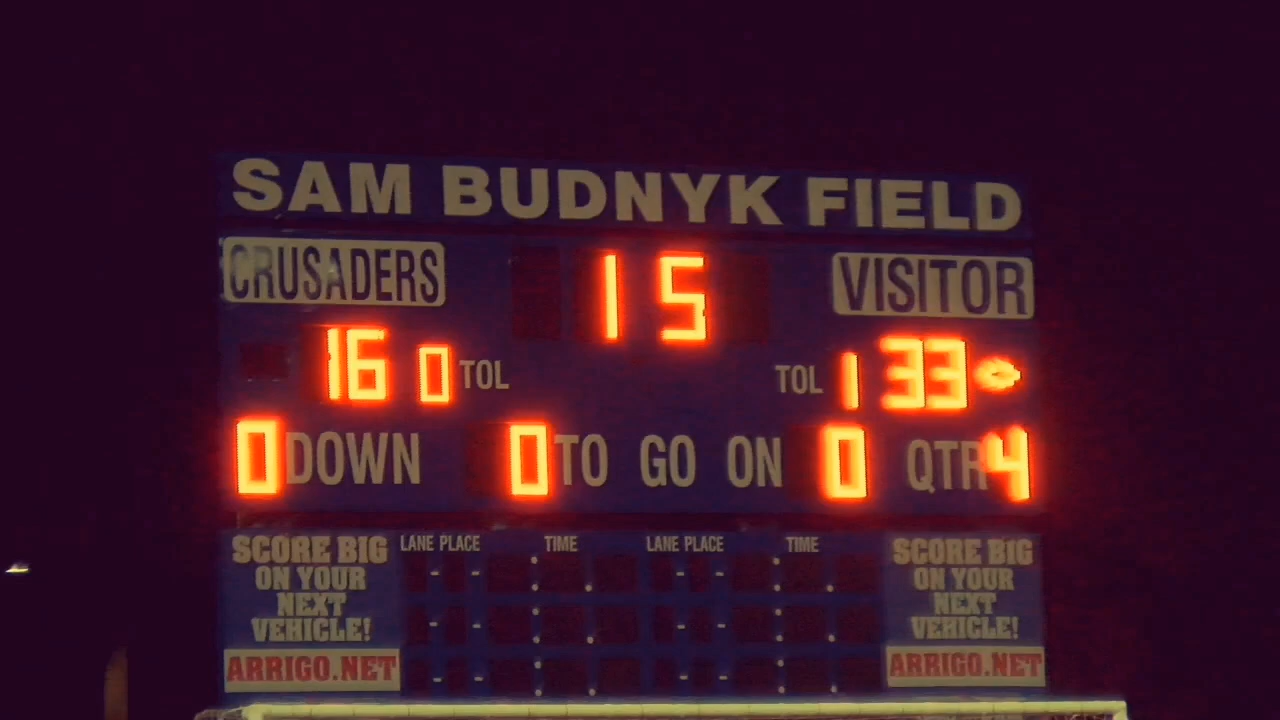 SAM BUDNYK FIELD
CRUSADERS 15 VISITOR
16 0 TOL TOL 1 33
0 DOWN 0 TO GO ON 0 QTR 4
LANE PLACE TIME LANE PLACE TIME
SCORE BIG
ON YOUR
NEXT
VEHICLE!
ARRIGO.NET
SCORE BIG
ON YOUR
NEXT
VEHICLE!
ARRIGO.NET